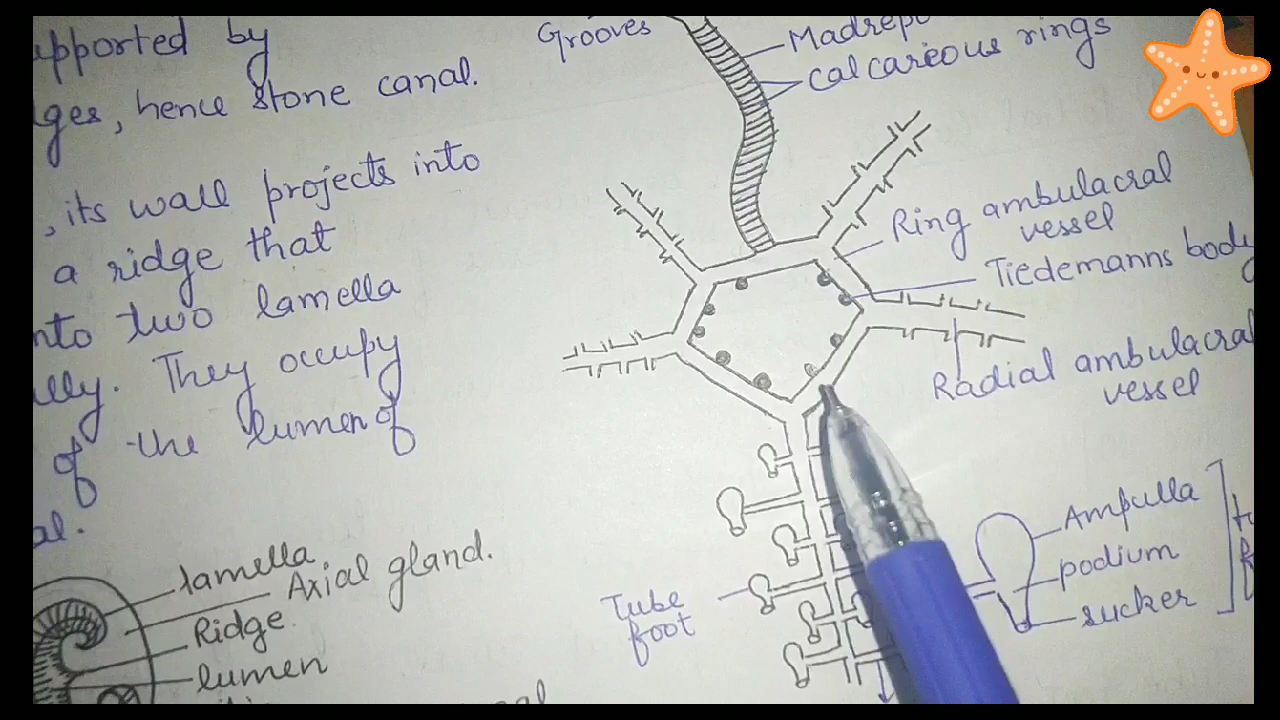 upported by
ges, hence stone canal.
, its wall projects into
a ridge that
nto two lamella
lly. They occupy
of the lumen of
al.
lamella
Axial gland.
Ridge
lumen
Grooves
Madrepo
calcareous rings
Ring ambulacral
vessel
Tiedemanns body
Radial ambulacral
vessel
Tube
foot
Ampulla
podium
sucker